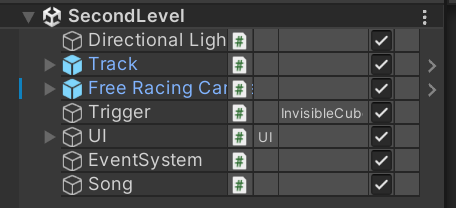 SecondLevel
Directional Ligh
Track
Free Racing Car
Trigger InvisibleCub
UI UI
EventSystem
Song